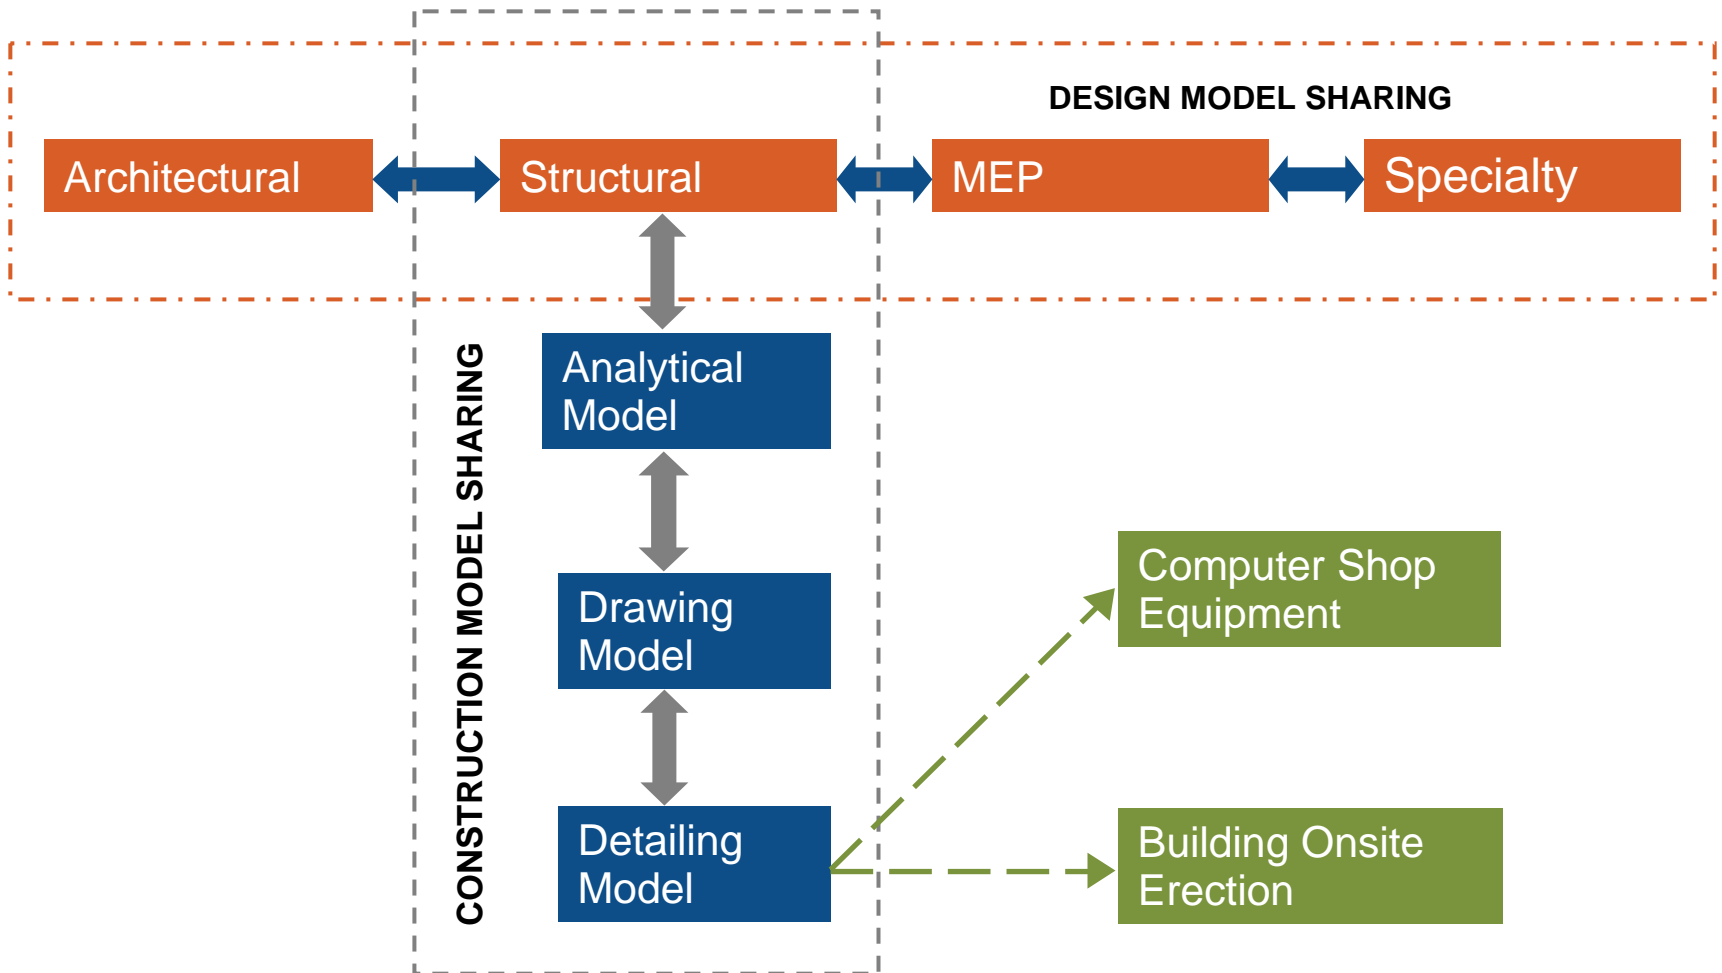 DESIGN MODEL SHARING
Architectural
Structural
MEP
Specialty
CONSTRUCTION MODEL SHARING
Analytical
Model
Drawing
Model
Detailing
Model
Computer Shop
Equipment
Building Onsite
Erection